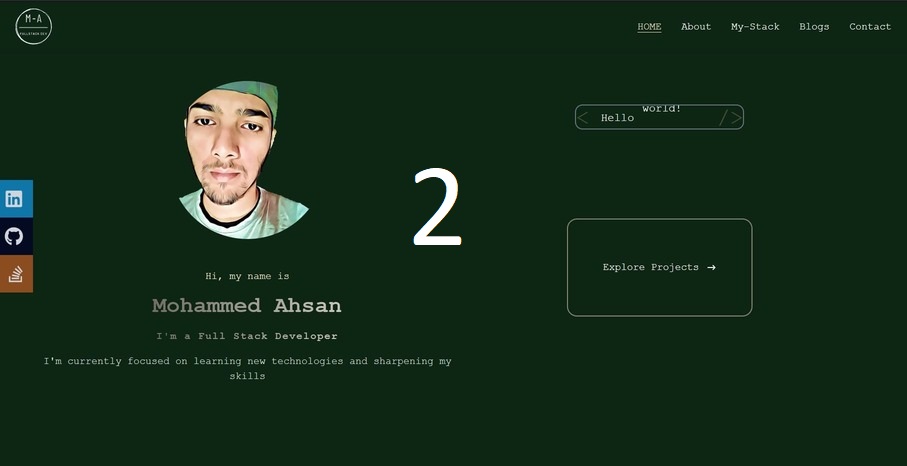 M-A
FULLSTACK DEV
HOME About My-Stack Blogs Contact
world!
< Hello />
2
in
Explore Projects →
Hi, my name is
Mohammed Ahsan
I'm a Full Stack Developer
I'm currently focused on learning new technologies and sharpening my
skills